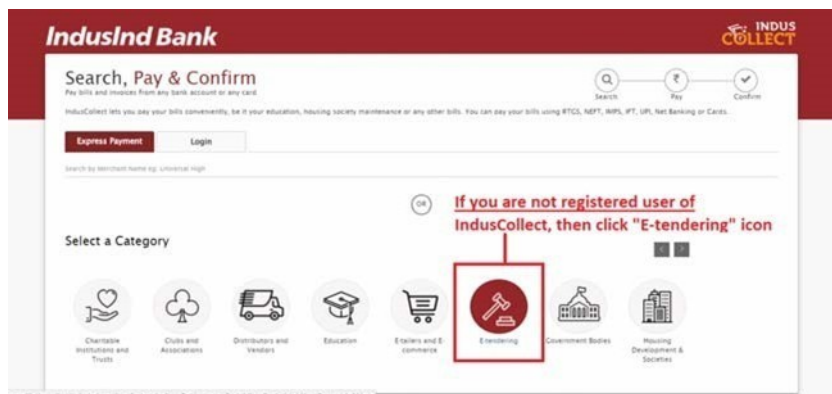 IndusInd Bank
INDUS
COLLECT
Search, Pay & Confirm
Pay bills and invoices from any bank account or any card
Search
Pay
Confirm
IndusCollect lets you pay your bills conveniently, be it your education, housing society maintenance or any other bills. You can pay your bills using RTGS, NEFT, IMPS, IFT, UPI, Net Banking or Cards.
Express Payment
Login
Search by Merchant Name eg. Universal High
OR
If you are not registered user of
IndusCollect, then click "E-tendering" icon
Select a Category
Charitable
Institutions and
Trusts
Clubs and
Associations
Distributors and
Vendors
Education
E-tailers and E-
commerce
E-tendering
Government Bodies
Housing
Development &
Societies